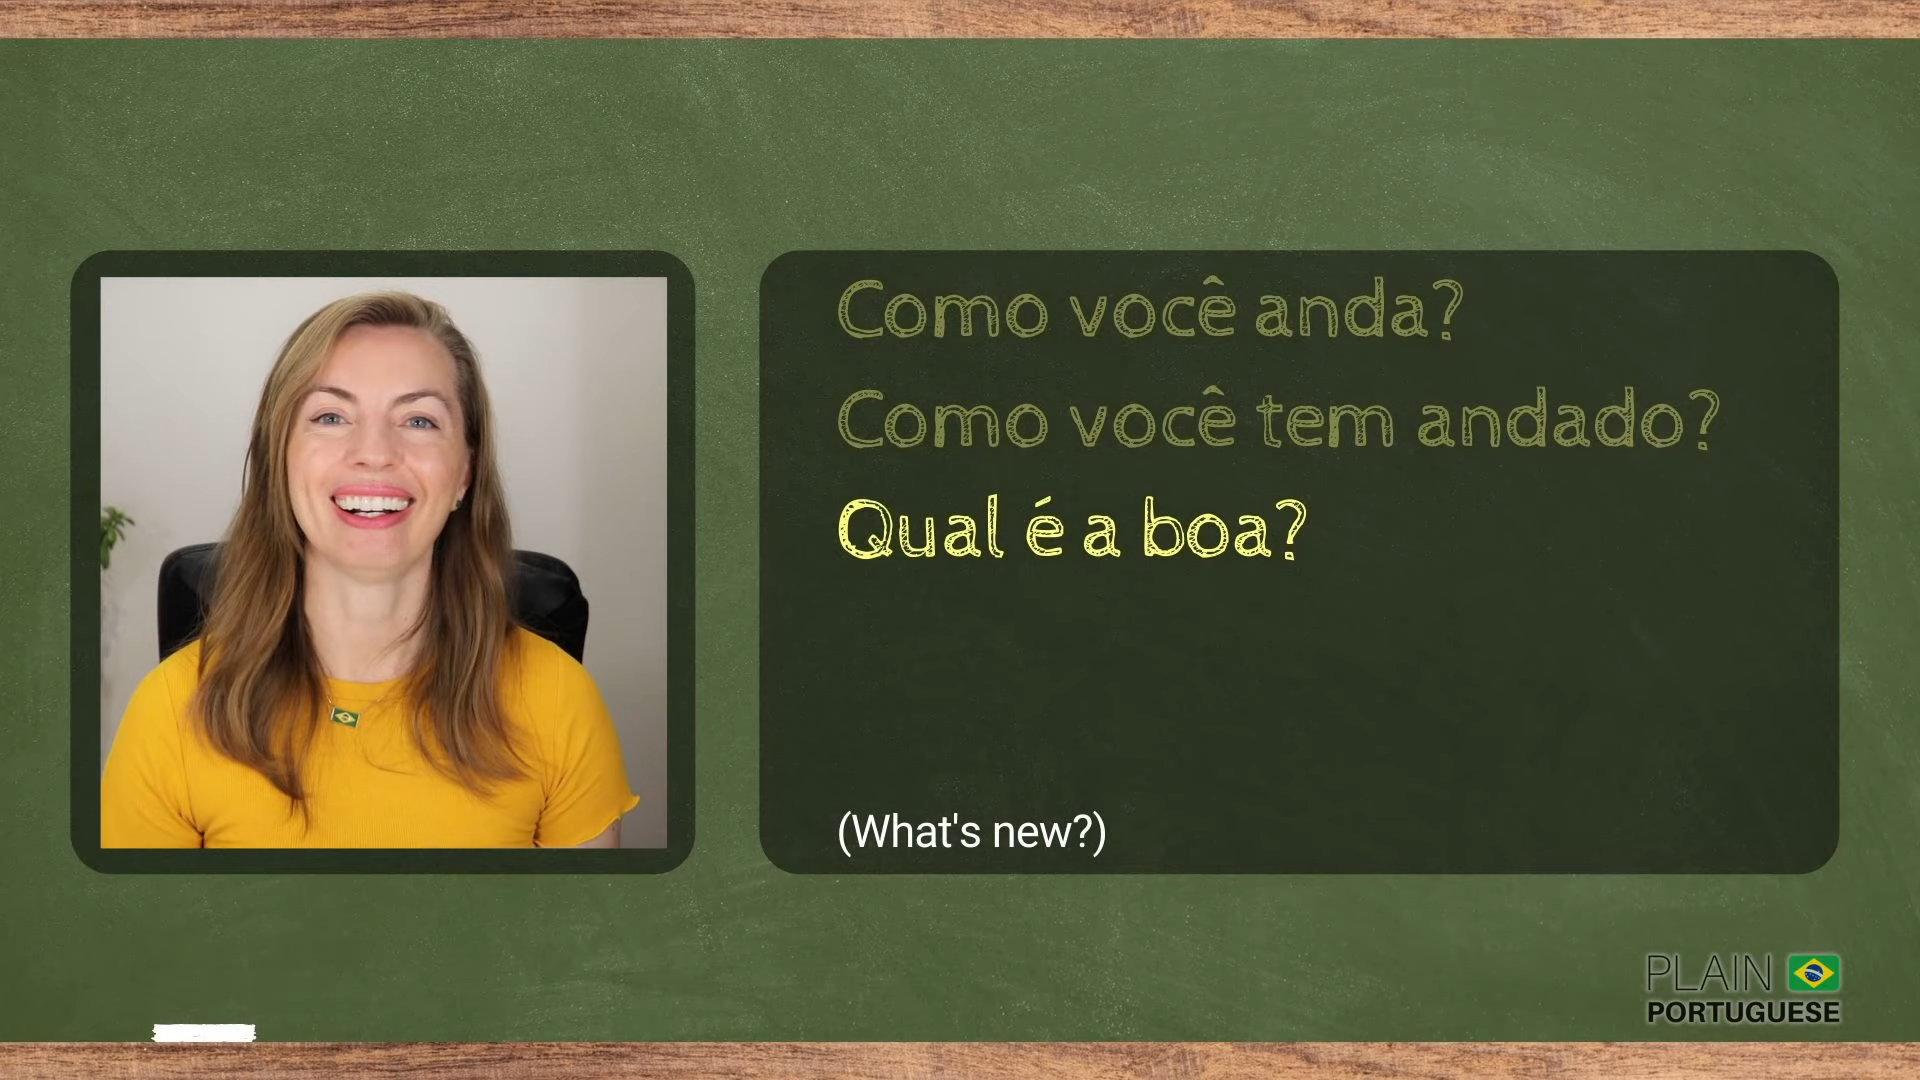 Como você anda?
Como você tem andado?
Qual é a boa?
(What's new?)
PLAIN
PORTUGUESE